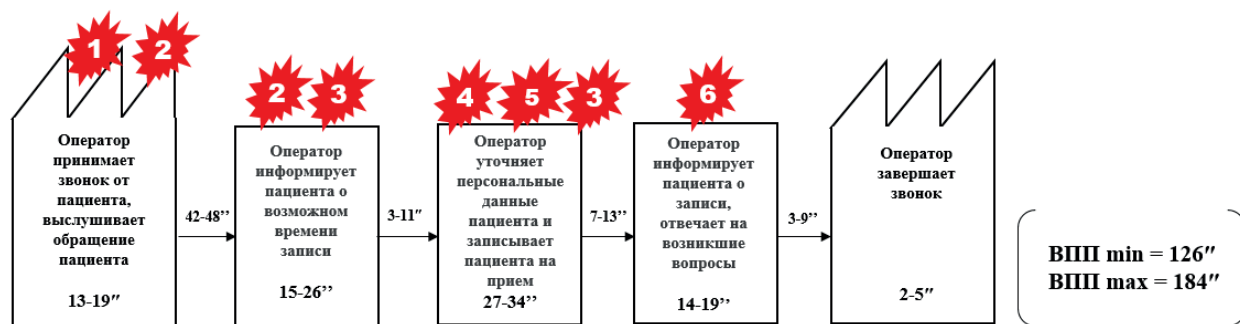 1
2
Оператор
принимает
звонок от
пациента,
выслушивает
обращение
пациента
13-19″
42-48’’
2
3
Оператор
информирует
пациента о
возможном
времени
записи
15-26’’
3-11″
4
5
3
Оператор
уточняет
персональные
данные
пациента и
записывает
пациента на
прием
27-34’’
7-13’’
6
Оператор
информирует
пациента о
записи,
отвечает на
возникшие
вопросы
14-19’’
3-9’’
Оператор
завершает
звонок
2-5″
ВПП min = 126″
ВПП max = 184″